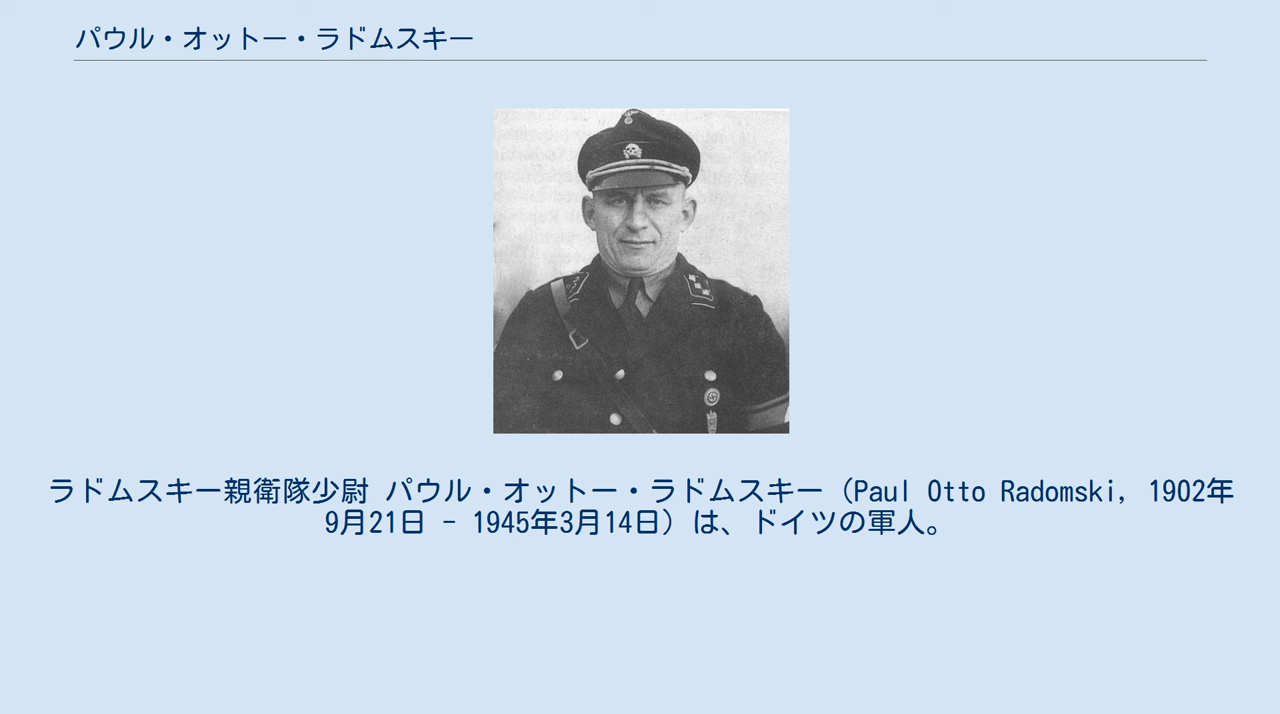 パウル・オットー・ラドムスキー
ラドムスキー親衛隊少尉 パウル・オットー・ラドムスキー（Paul Otto Radomski, 1902年
9月21日 - 1945年3月14日）は、ドイツの軍人。